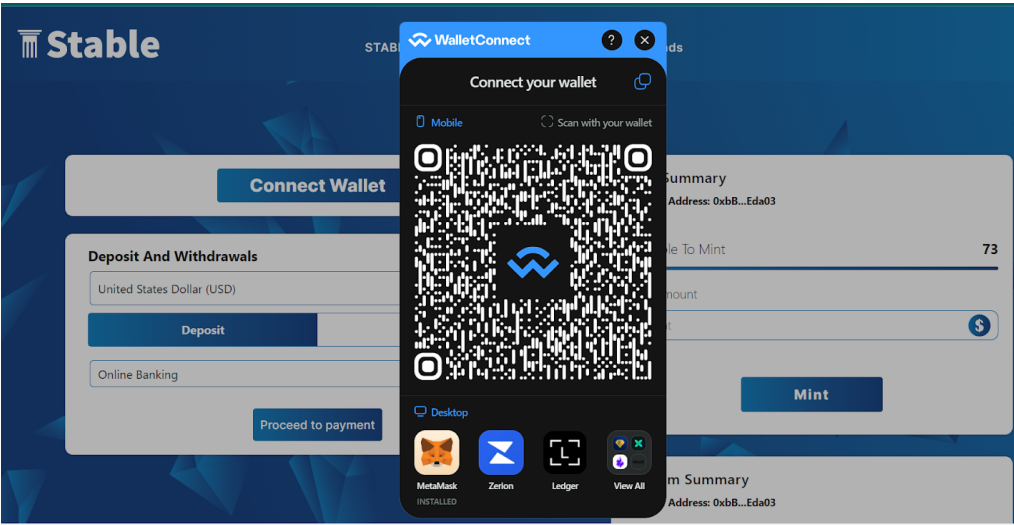 Stable
STAB
ds
WalletConnect
?
Connect your wallet
Mobile
Scan with your wallet
Connect Wallet
Deposit And Withdrawals
United States Dollar (USD)
Deposit
Online Banking
Proceed to payment
Desktop
MetaMask
INSTALLED
Zerion
Ledger
View All
Summary
Address: 0xbB...Eda03
le To Mint
73
mount
t
$
Mint
m Summary
Address: 0xbB...Eda03